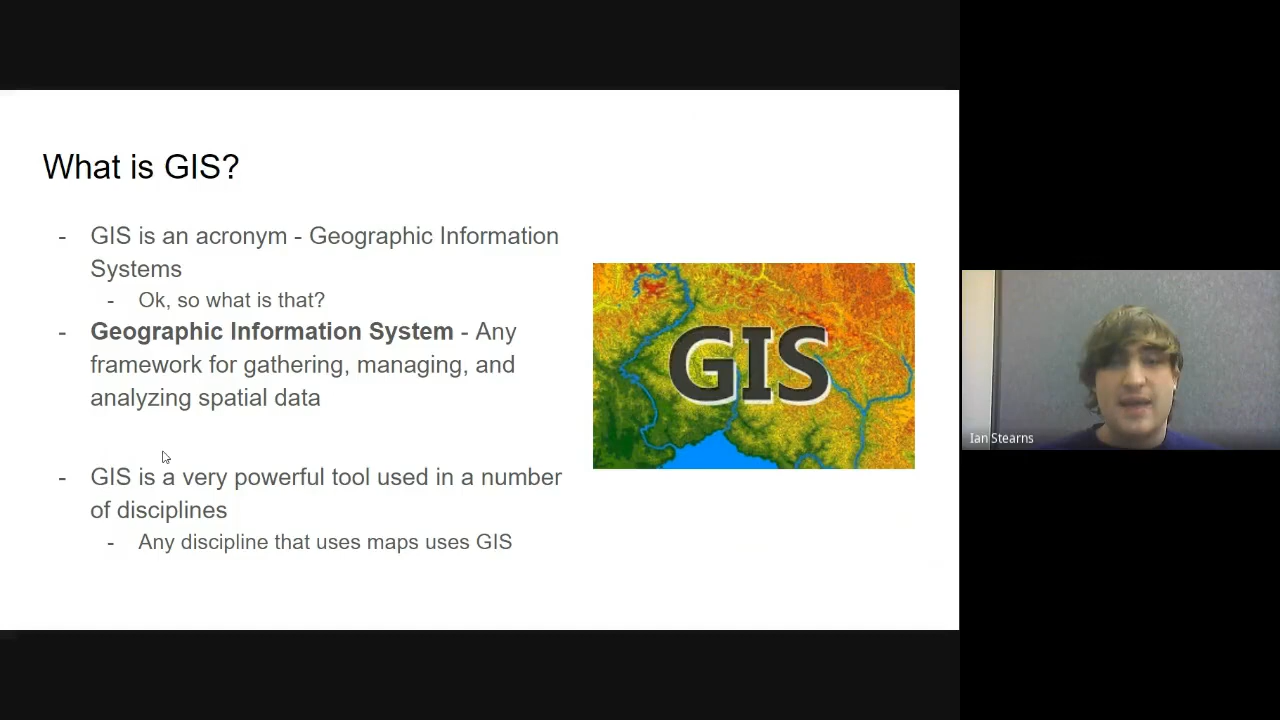 What is GIS?
- GIS is an acronym - Geographic Information
Systems
- Ok, so what is that?
- Geographic Information System - Any
framework for gathering, managing, and
analyzing spatial data
GIS
- GIS is a very powerful tool used in a number
of disciplines
- Any discipline that uses maps uses GIS
Ian Stearns